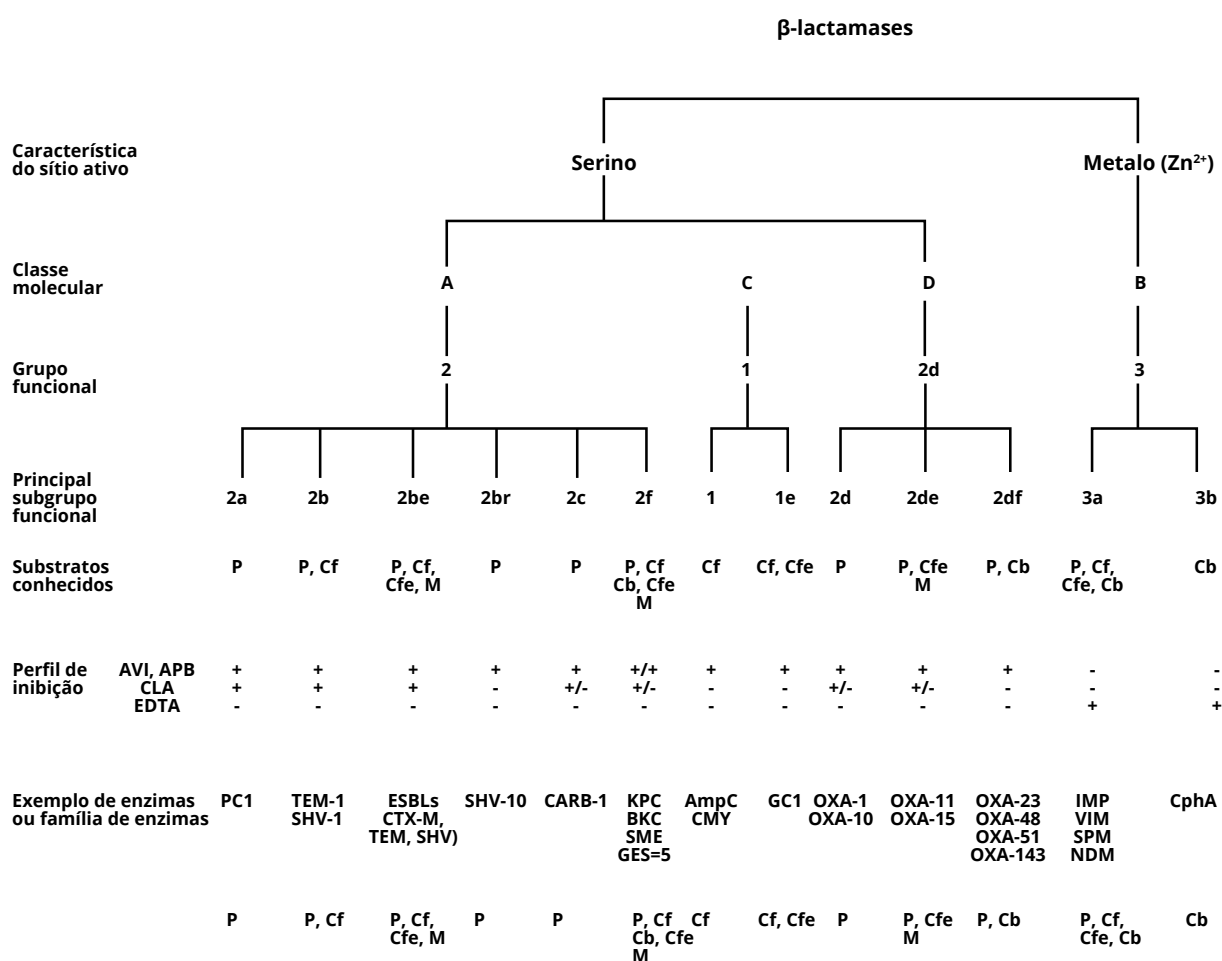 β-lactamases
Característica
do sítio ativo
Serino
Metalo (Zn²⁺)
Classe
molecular
A
C
D
B
Grupo
funcional
2
1
2d
3
Principal
subgrupo
funcional
2a
2b
2be
2br
2c
2f
1
1e
2d
2de
2df
3a
3b
Substratos
conhecidos
P
P, Cf
P, Cf,
Cfe, M
P
P
P, Cf
Cb, Cfe
M
Cf
Cf, Cfe
P
P, Cfe
M
P, Cb
P, Cf,
Cfe, Cb
Cb
Perfil de
inibição
AVI, APB + + + + + +/+ + + + + + - -
CLA + + + - +/- +/- - - +/- +/- - - -
EDTA - - - - - - - - - - - + +
Exemplo de enzimas
ou família de enzimas
PC1
TEM-1
SHV-1
ESBLs
CTX-M,
TEM, SHV)
SHV-10
CARB-1
KPC
BKC
SME
GES=5
AmpC
CMY
GC1
OXA-1
OXA-10
OXA-11
OXA-15
OXA-23
OXA-48
OXA-51
OXA-143
IMP
VIM
SPM
NDM
CphA
P
P, Cf
P, Cf,
Cfe, M
P
P
P, Cf
Cb, Cfe
M
Cf
Cf, Cfe
P
P, Cfe
M
P, Cb
P, Cf,
Cfe, Cb
Cb